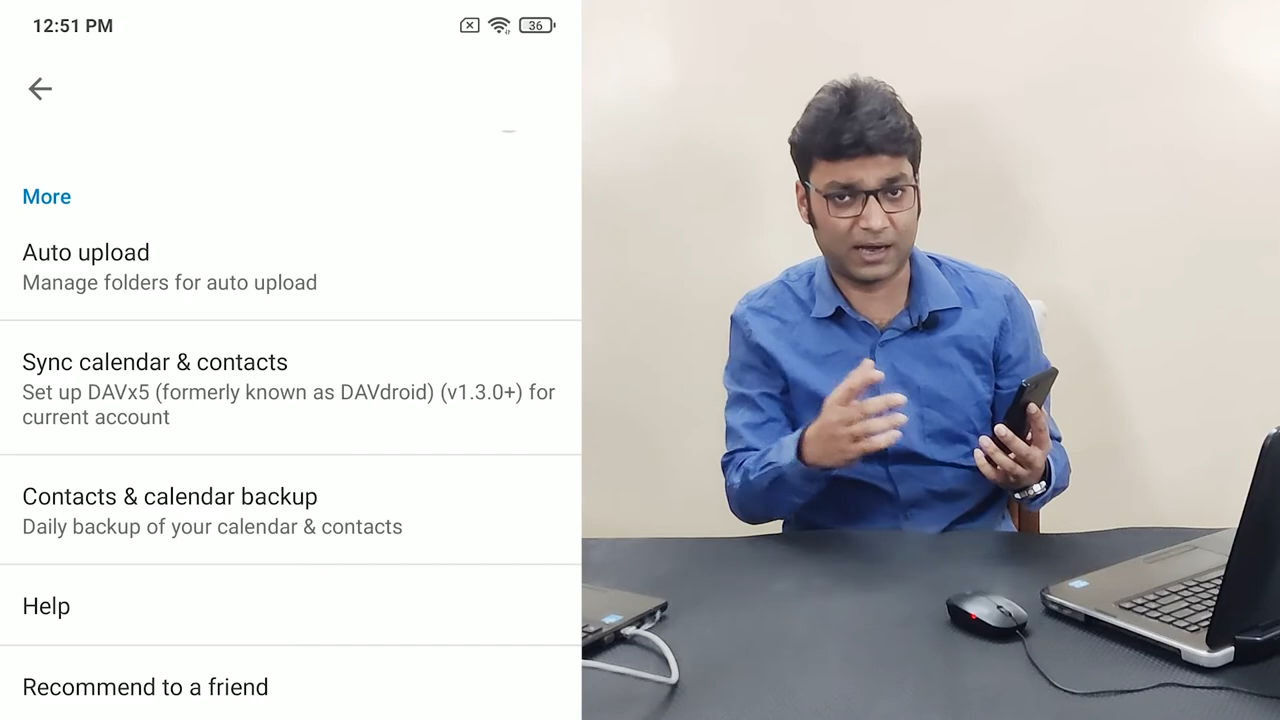 12:51 PM
36
More
Auto upload
Manage folders for auto upload
Sync calendar & contacts
Set up DAVx5 (formerly known as DAVdroid) (v1.3.0+) for
current account
Contacts & calendar backup
Daily backup of your calendar & contacts
Help
Recommend to a friend